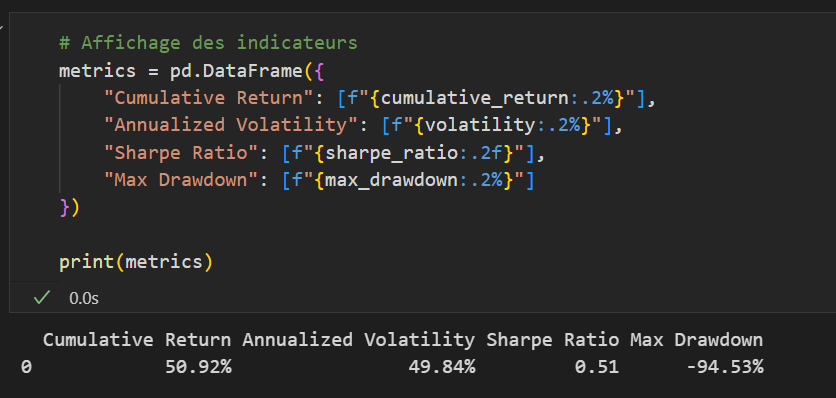 # Affichage des indicateurs
metrics = pd.DataFrame({
    "Cumulative Return": [f"{cumulative_return:.2%}"],
    "Annualized Volatility": [f"{volatility:.2%}"],
    "Sharpe Ratio": [f"{sharpe_ratio:.2f}"],
    "Max Drawdown": [f"{max_drawdown:.2%}"]
})
print(metrics)
0.0s
Cumulative Return Annualized Volatility Sharpe Ratio Max Drawdown
0 50.92% 49.84% 0.51 -94.53%